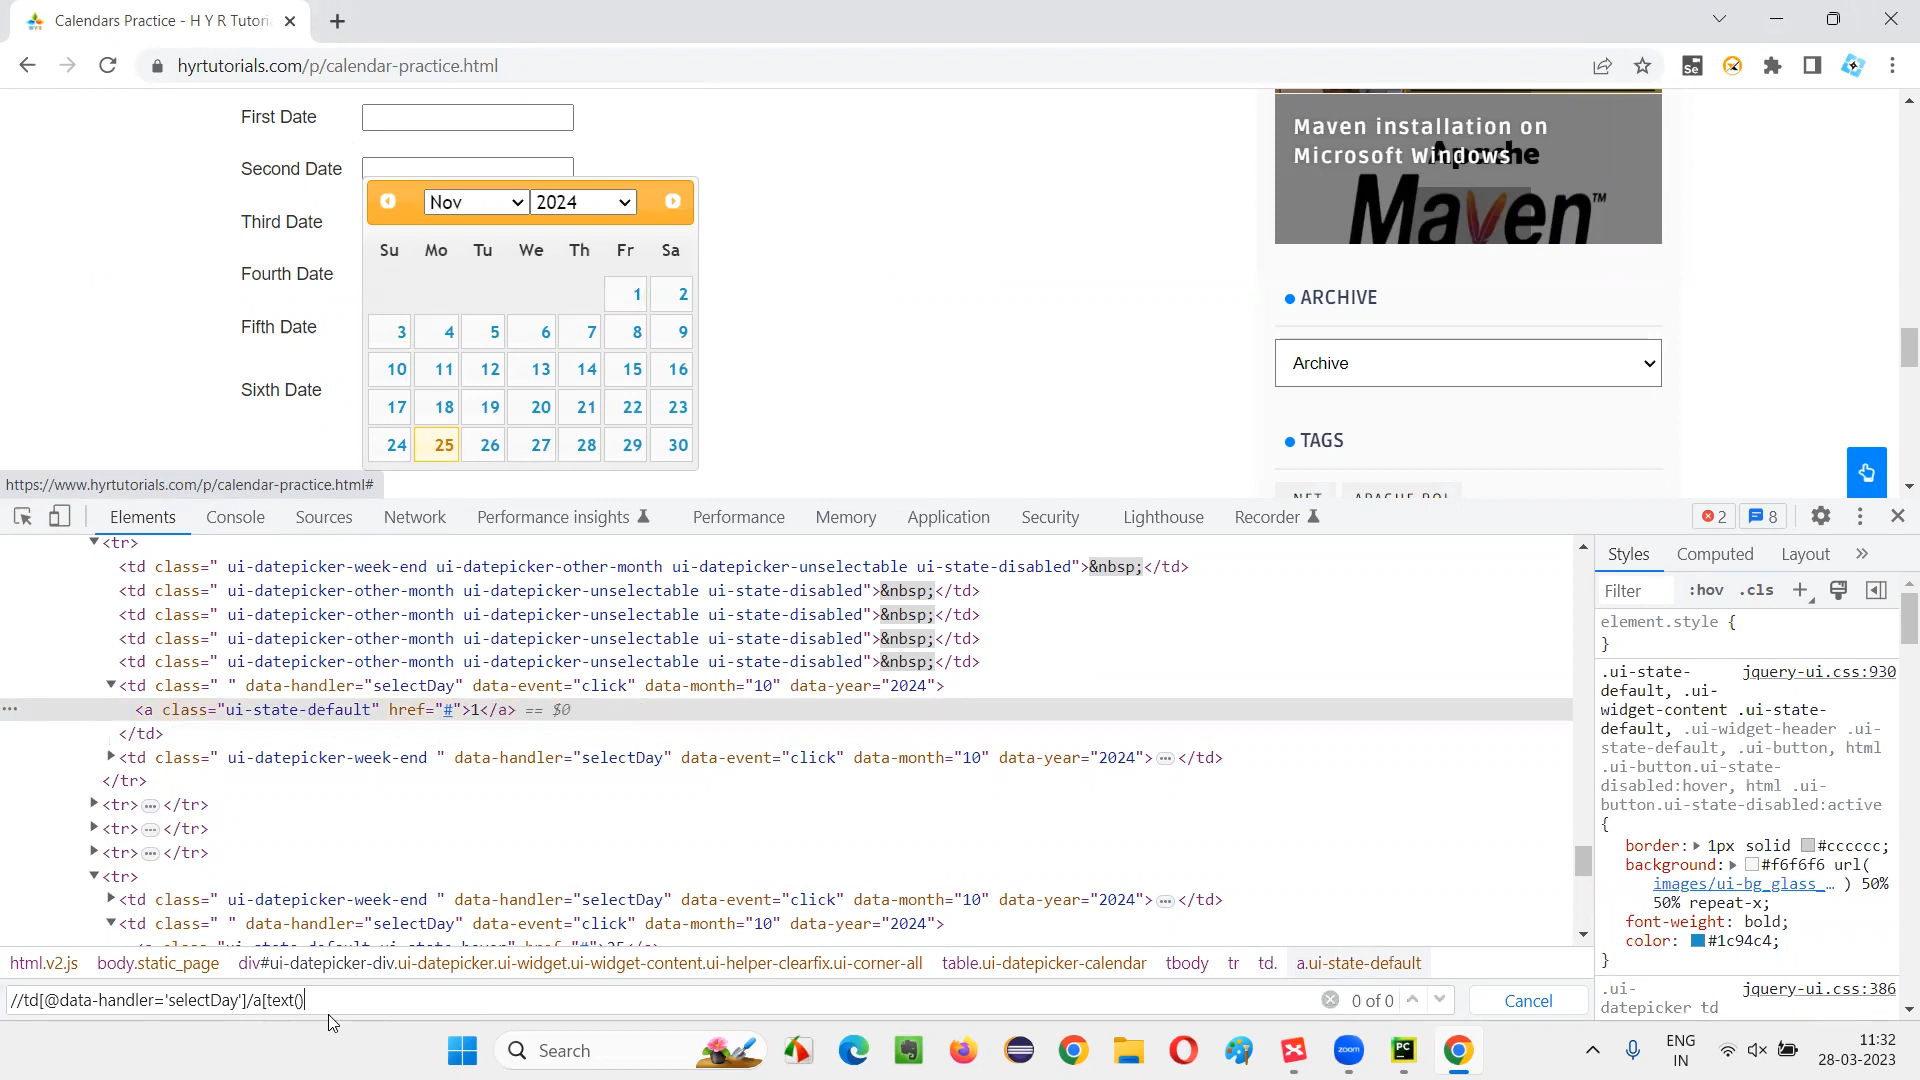 Calendars Practice - H Y R Tutori
hyrtutorials.com/p/calendar-practice.html
First Date
Second Date
Third Date
Fourth Date
Fifth Date
Sixth Date
Nov 2024
Su Mo Tu We Th Fr Sa
1 2
3 4 5 6 7 8 9
10 11 12 13 14 15 16
17 18 19 20 21 22 23
24 25 26 27 28 29 30
Maven installation on
Microsoft Windows
Apache
Maven™
ARCHIVE
Archive
TAGS
.NET APACHE POI
https://www.hyrtutorials.com/p/calendar-practice.html#
Elements Console Sources Network Performance insights Performance Memory Application Security Lighthouse Recorder 2 8
<tr>
<td class=" ui-datepicker-week-end ui-datepicker-other-month ui-datepicker-unselectable ui-state-disabled">&nbsp;</td>
<td class=" ui-datepicker-other-month ui-datepicker-unselectable ui-state-disabled">&nbsp;</td>
<td class=" ui-datepicker-other-month ui-datepicker-unselectable ui-state-disabled">&nbsp;</td>
<td class=" ui-datepicker-other-month ui-datepicker-unselectable ui-state-disabled">&nbsp;</td>
<td class=" ui-datepicker-other-month ui-datepicker-unselectable ui-state-disabled">&nbsp;</td>
<td class=" " data-handler="selectDay" data-event="click" data-month="10" data-year="2024">
<a class="ui-state-default" href="#">1</a> == $0
</td>
<td class=" ui-datepicker-week-end " data-handler="selectDay" data-event="click" data-month="10" data-year="2024">…</td>
</tr>
<tr>…</tr>
<tr>…</tr>
<tr>…</tr>
<tr>
<td class=" ui-datepicker-week-end " data-handler="selectDay" data-event="click" data-month="10" data-year="2024">…</td>
<td class=" " data-handler="selectDay" data-event="click" data-month="10" data-year="2024">
<a class="ui-state-default ui-state-hover" href="#">25</a>
html.v2.js body.static_page div#ui-datepicker-div.ui-datepicker.ui-widget.ui-widget-content.ui-helper-clearfix.ui-corner-all table.ui-datepicker-calendar tbody tr td. a.ui-state-default
//td[@data-handler='selectDay']/a[text()
0 of 0
Cancel
Styles Computed Layout
Filter :hov .cls
element.style {
}
.ui-state- jquery-ui.css:930
default, .ui-
widget-content .ui-state-
default, .ui-widget-header .ui-
state-default, .ui-button, html
.ui-button.ui-state-
disabled:hover, html .ui-
button.ui-state-disabled:active
{
border: 1px solid #cccccc;
background: #f6f6f6 url(
images/ui-bg_glass_… ) 50%
50% repeat-x;
font-weight: bold;
color: #1c94c4;
}
.ui- jquery-ui.css:386
datepicker td
Search
Se
PC
zoom
ENG
IN
11:32
28-03-2023